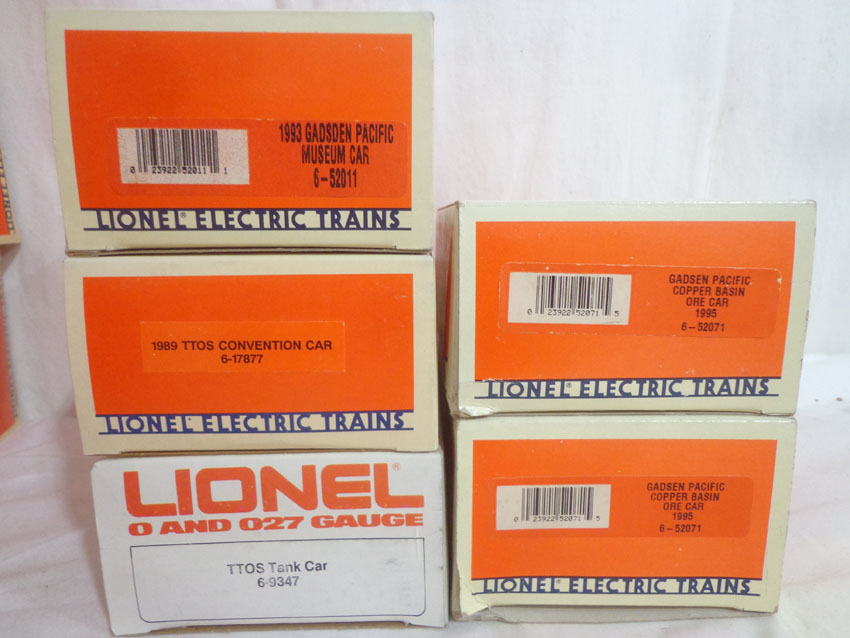 1993 GADSDEN PACIFIC
MUSEUM CAR
6-52011
0 23922 52011 1
LIONEL® ELECTRIC TRAINS
1989 TTOS CONVENTION CAR
6-17877
LIONEL® ELECTRIC TRAINS
LIONEL®
O AND O27 GAUGE
TTOS Tank Car
6-9347
GADSEN PACIFIC
COPPER BASIN
ORE CAR
1995
6-52071
0 23922 52071 5
LIONEL® ELECTRIC TRAINS
GADSEN PACIFIC
COPPER BASIN
ORE CAR
1995
6-52071
0 23922 52071 5
LIONEL® ELECTRIC TRAINS